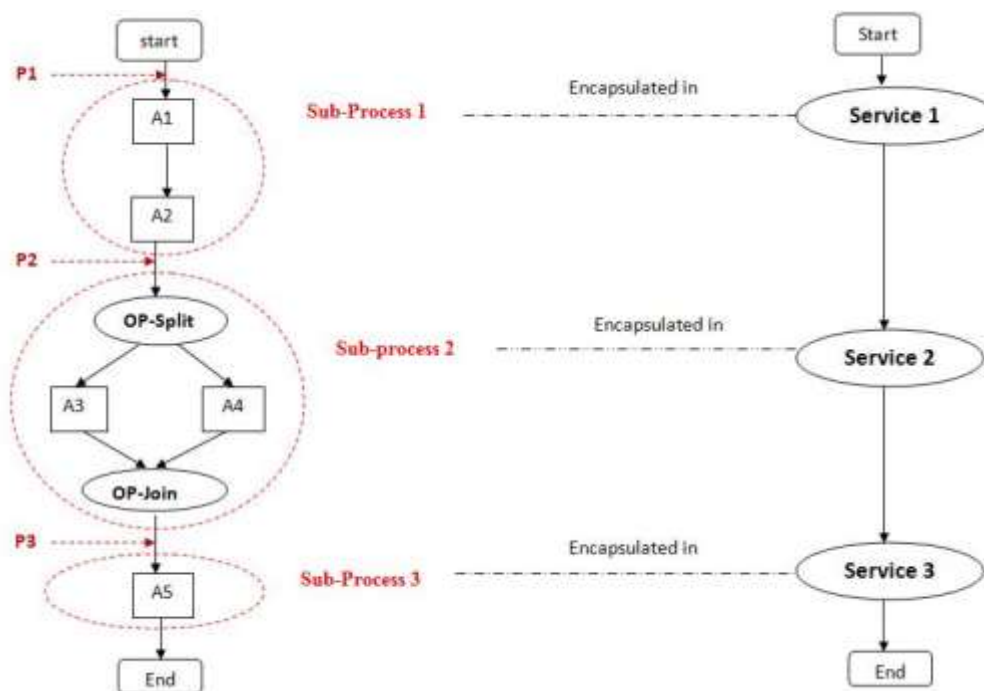 start
P1
A1
A2
P2
OP-Split
A3
A4
OP-Join
P3
A5
End
Sub-Process 1
Encapsulated in
Sub-process 2
Encapsulated in
Sub-Process 3
Encapsulated in
Start
Service 1
Service 2
Service 3
End